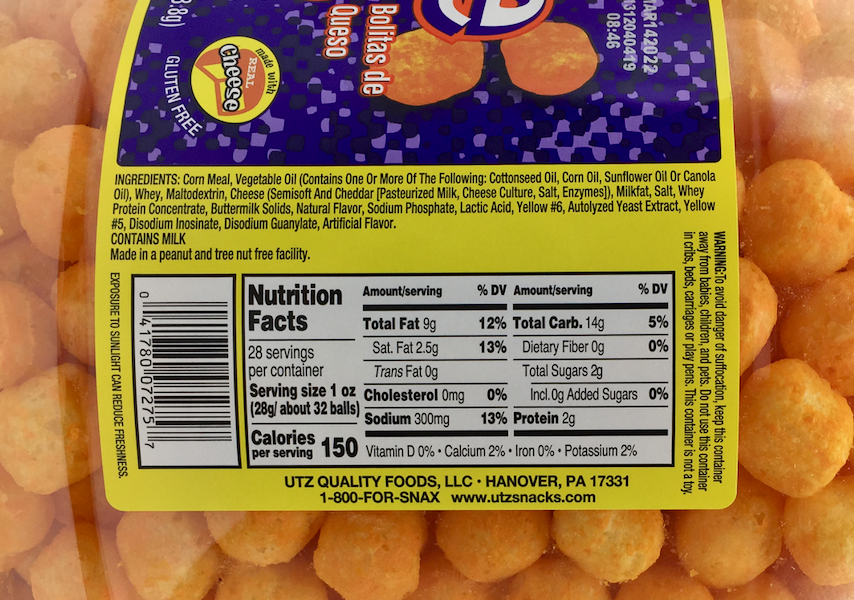 8g)
Bolitas de
Queso
made with
REAL
Cheese
GLUTEN FREE
MAR142022
012040419
08:46
INGREDIENTS: Corn Meal, Vegetable Oil (Contains One Or More Of The Following: Cottonseed Oil, Corn Oil, Sunflower Oil Or Canola
Oil), Whey, Maltodextrin, Cheese (Semisoft And Cheddar [Pasteurized Milk, Cheese Culture, Salt, Enzymes]), Milkfat, Salt, Whey
Protein Concentrate, Buttermilk Solids, Natural Flavor, Sodium Phosphate, Lactic Acid, Yellow #6, Autolyzed Yeast Extract, Yellow
#5, Disodium Inosinate, Disodium Guanylate, Artificial Flavor.
CONTAINS MILK
Made in a peanut and tree nut free facility.
EXPOSURE TO SUNLIGHT CAN REDUCE FRESHNESS.
0 41780 07275 7
Nutrition
Facts
28 servings
per container
Serving size 1 oz
(28g/ about 32 balls)
Calories
per serving 150
Amount/serving % DV
Total Fat 9g 12%
Sat. Fat 2.5g 13%
Trans Fat 0g
Cholesterol 0mg 0%
Sodium 300mg 13%
Amount/serving % DV
Total Carb. 14g 5%
Dietary Fiber 0g 0%
Total Sugars 2g
Incl. 0g Added Sugars 0%
Protein 2g
Vitamin D 0% • Calcium 2% • Iron 0% • Potassium 2%
WARNING: To avoid danger of suffocation, keep this container
away from babies, children, and pets. Do not use this container
in cribs, beds, carriages or play pens. This container is not a toy.
UTZ QUALITY FOODS, LLC • HANOVER, PA 17331
1-800-FOR-SNAX www.utzsnacks.com